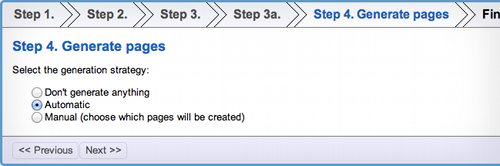 Step 1. Step 2. Step 3. Step 3a. Step 4. Generate pages
Step 4. Generate pages
Select the generation strategy:
Don't generate anything
Automatic
Manual (choose which pages will be created)
<< Previous Next >>